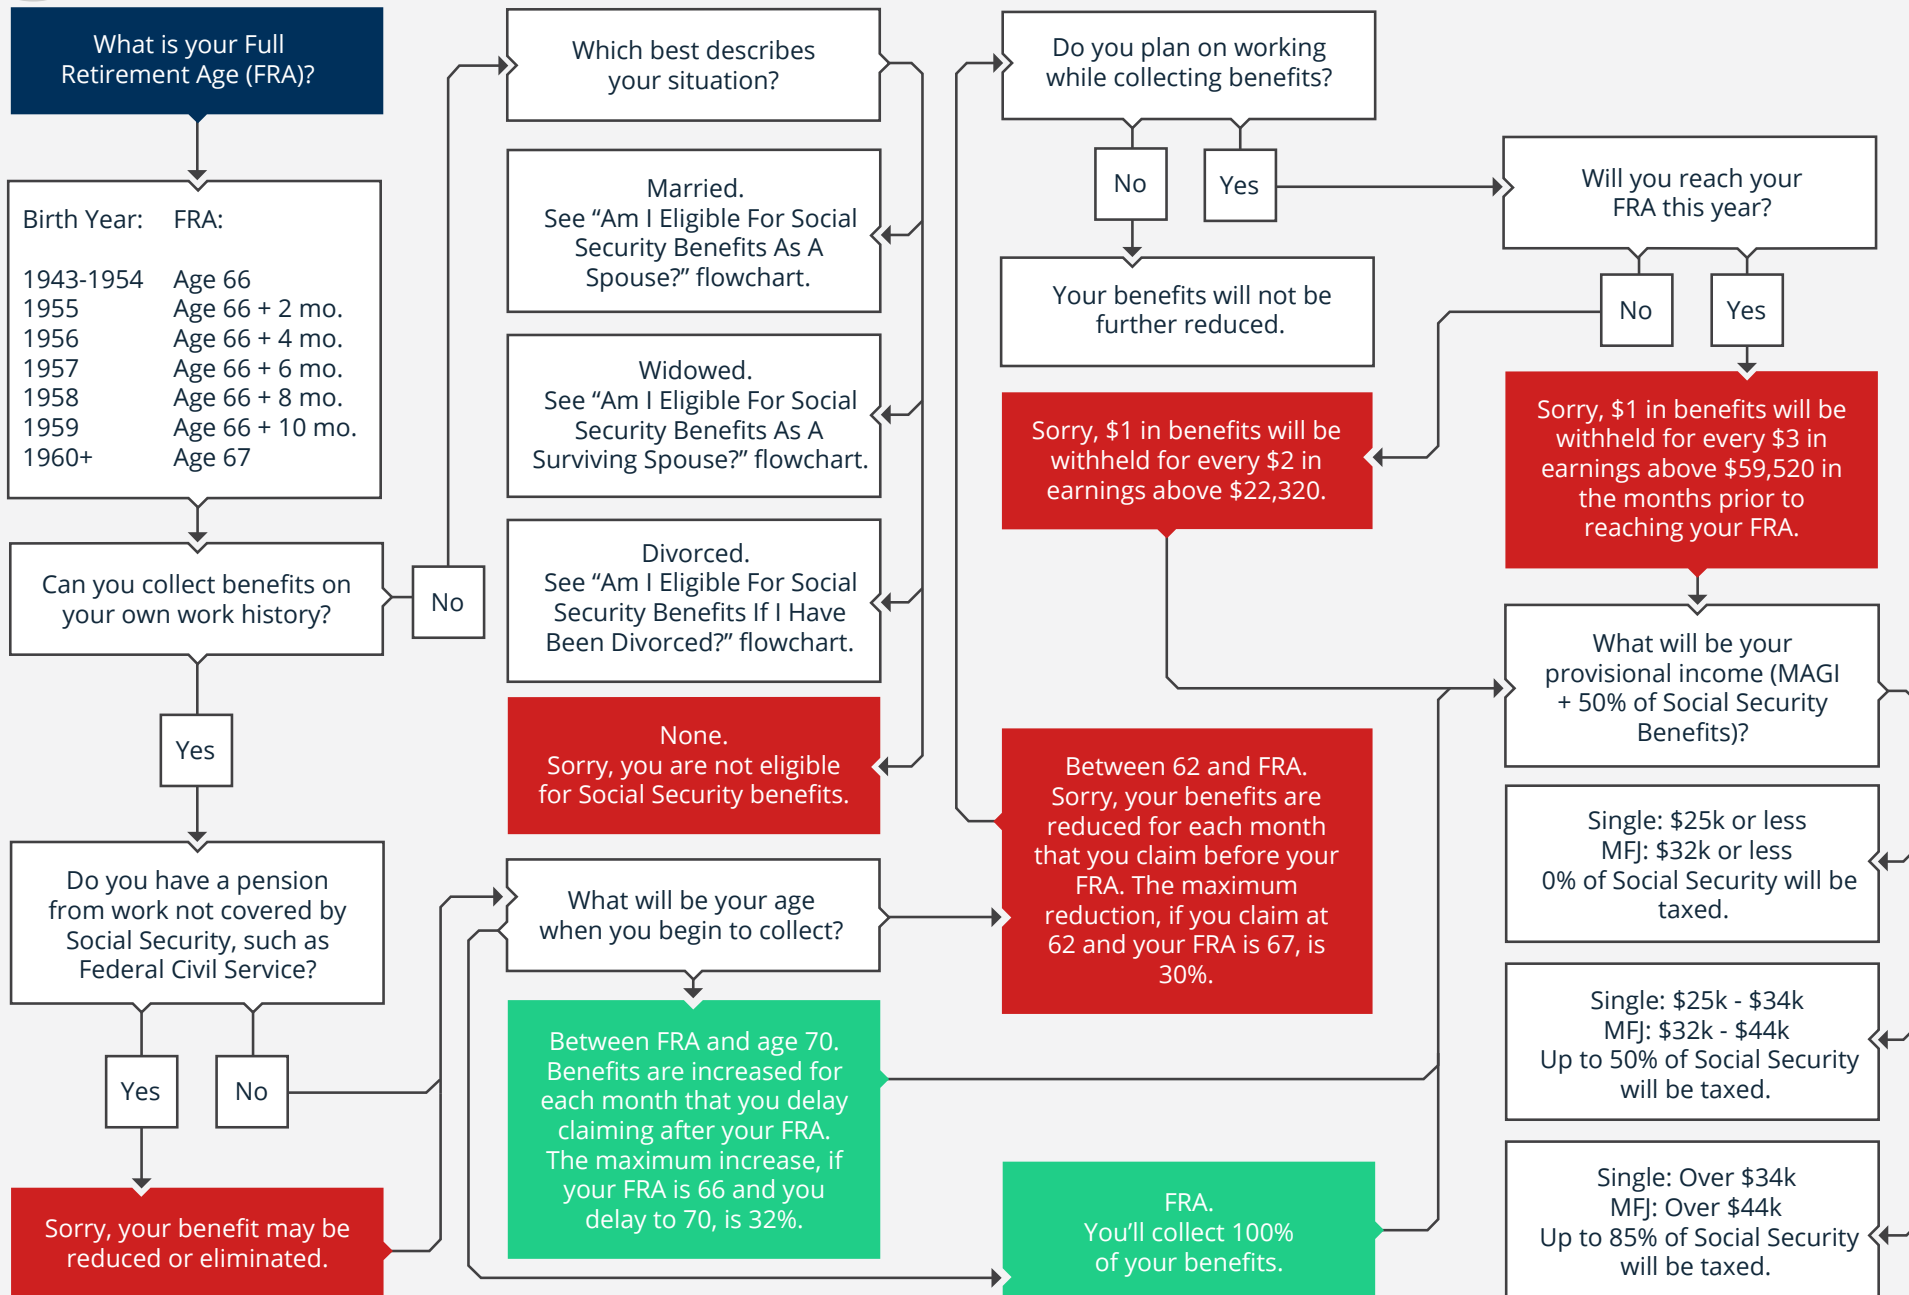 What is your Full
Retirement Age (FRA)?
Birth Year: FRA:
1943-1954 Age 66
1955 Age 66 + 2 mo.
1956 Age 66 + 4 mo.
1957 Age 66 + 6 mo.
1958 Age 66 + 8 mo.
1959 Age 66 + 10 mo.
1960+ Age 67
Can you collect benefits on
your own work history?
No
Yes
Do you have a pension
from work not covered by
Social Security, such as
Federal Civil Service?
Yes
No
Sorry, your benefit may be
reduced or eliminated.
Which best describes
your situation?
Married.
See “Am I Eligible For Social
Security Benefits As A
Spouse?” flowchart.
Widowed.
See “Am I Eligible For Social
Security Benefits As A
Surviving Spouse?” flowchart.
Divorced.
See “Am I Eligible For Social
Security Benefits If I Have
Been Divorced?” flowchart.
None.
Sorry, you are not eligible
for Social Security benefits.
What will be your age
when you begin to collect?
Between FRA and age 70.
Benefits are increased for
each month that you delay
claiming after your FRA.
The maximum increase, if
your FRA is 66 and you
delay to 70, is 32%.
Do you plan on working
while collecting benefits?
No
Yes
Your benefits will not be
further reduced.
Sorry, $1 in benefits will be
withheld for every $2 in
earnings above $22,320.
Between 62 and FRA.
Sorry, your benefits are
reduced for each month
that you claim before your
FRA. The maximum
reduction, if you claim at
62 and your FRA is 67, is
30%.
FRA.
You’ll collect 100%
of your benefits.
Will you reach your
FRA this year?
No
Yes
Sorry, $1 in benefits will be
withheld for every $3 in
earnings above $59,520 in
the months prior to
reaching your FRA.
What will be your
provisional income (MAGI
+ 50% of Social Security
Benefits)?
Single: $25k or less
MFJ: $32k or less
0% of Social Security will be
taxed.
Single: $25k - $34k
MFJ: $32k - $44k
Up to 50% of Social Security
will be taxed.
Single: Over $34k
MFJ: Over $44k
Up to 85% of Social Security
will be taxed.